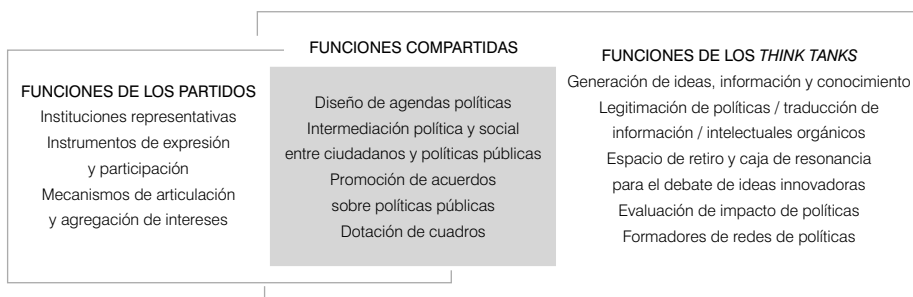 FUNCIONES DE LOS PARTIDOS
Instituciones representativas
Instrumentos de expresión
y participación
Mecanismos de articulación
y agregación de intereses
FUNCIONES COMPARTIDAS
Diseño de agendas políticas
Intermediación política y social
entre ciudadanos y políticas públicas
Promoción de acuerdos
sobre políticas públicas
Dotación de cuadros
FUNCIONES DE LOS THINK TANKS
Generación de ideas, información y conocimiento
Legitimación de políticas / traducción de
información / intelectuales orgánicos
Espacio de retiro y caja de resonancia
para el debate de ideas innovadoras
Evaluación de impacto de políticas
Formadores de redes de políticas